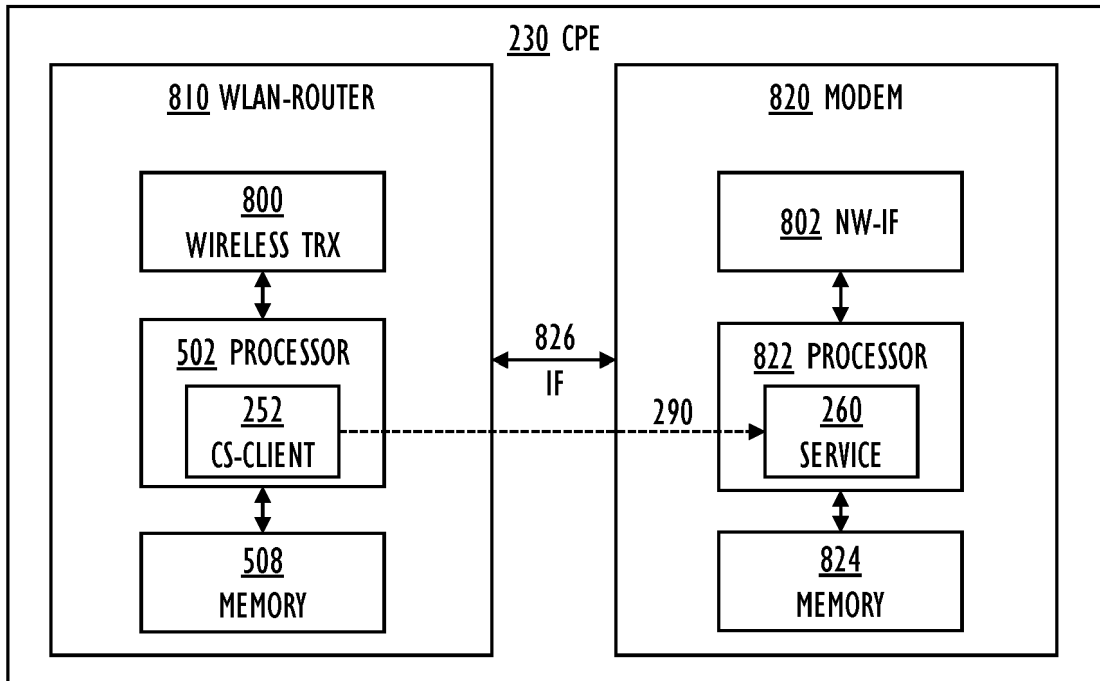 230 CPE
810 WLAN-ROUTER
800
WIRELESS TRX
502 PROCESSOR
252
CS-CLIENT
508
MEMORY
826
IF
290
820 MODEM
802 NW-IF
822 PROCESSOR
260
SERVICE
824
MEMORY